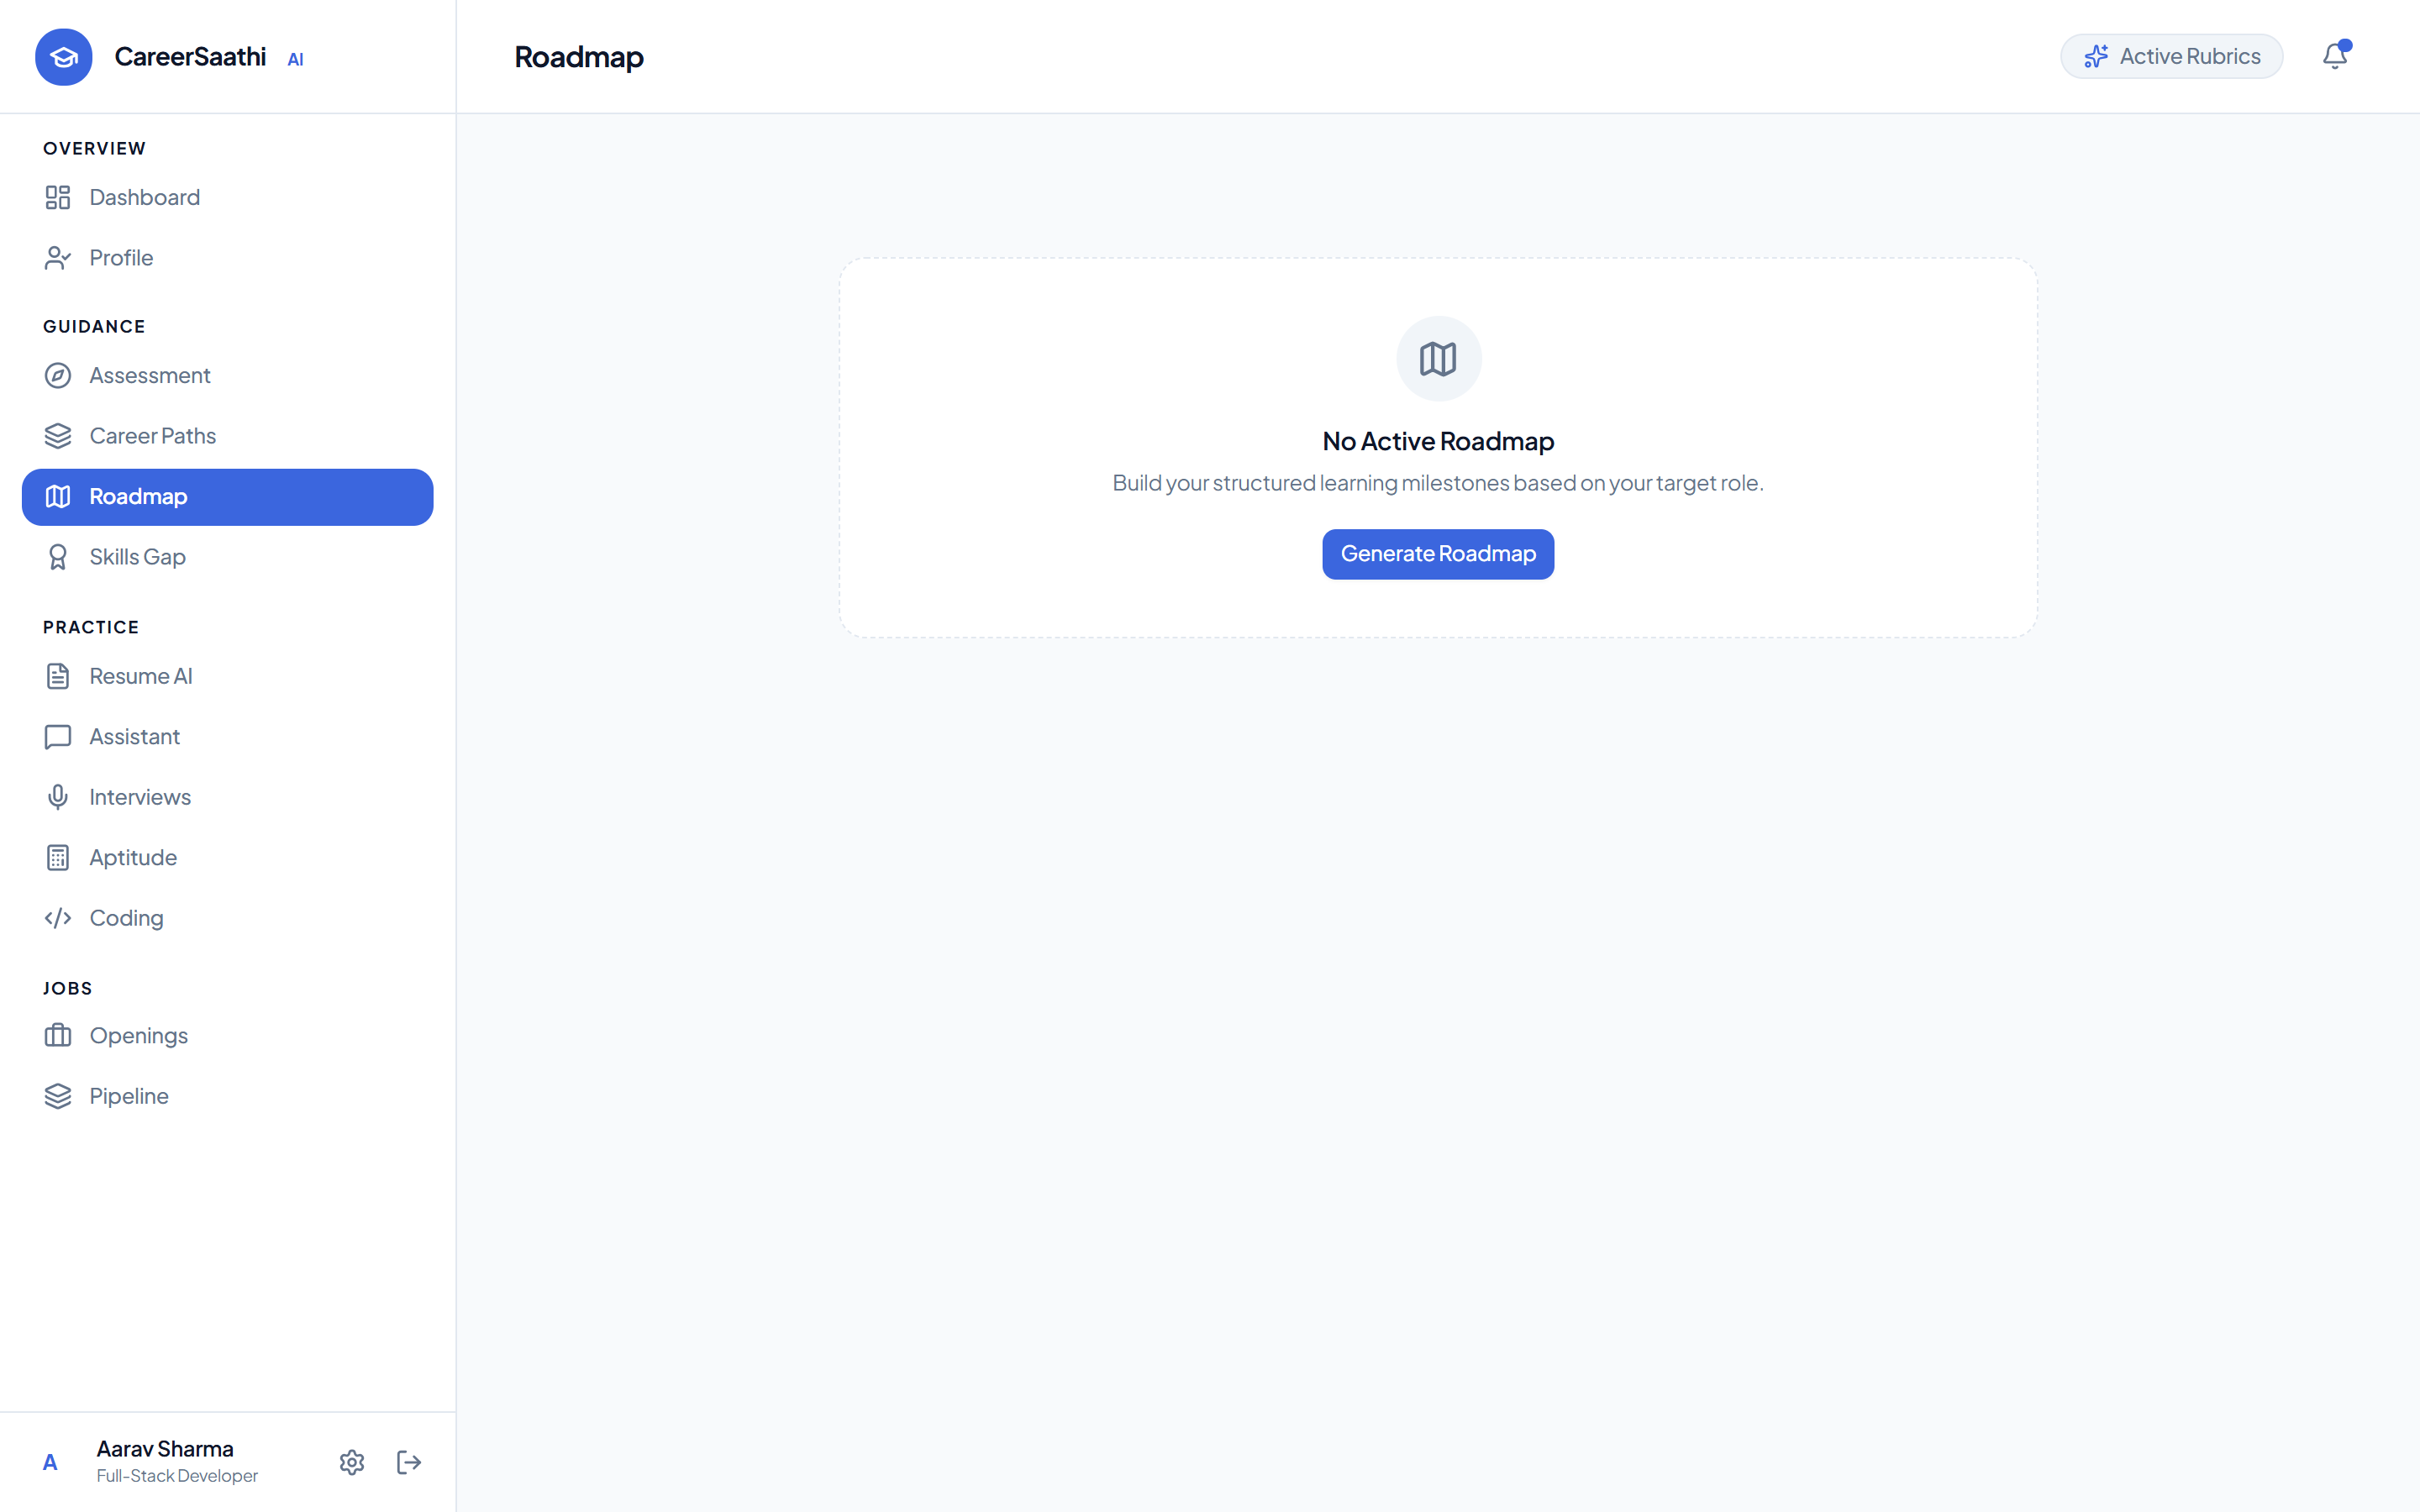 CareerSaathi AI
Roadmap
Active Rubrics
OVERVIEW
Dashboard
Profile
GUIDANCE
Assessment
Career Paths
Roadmap
Skills Gap
PRACTICE
Resume AI
Assistant
Interviews
Aptitude
Coding
JOBS
Openings
Pipeline
A
Aarav Sharma
Full-Stack Developer
No Active Roadmap
Build your structured learning milestones based on your target role.
Generate Roadmap